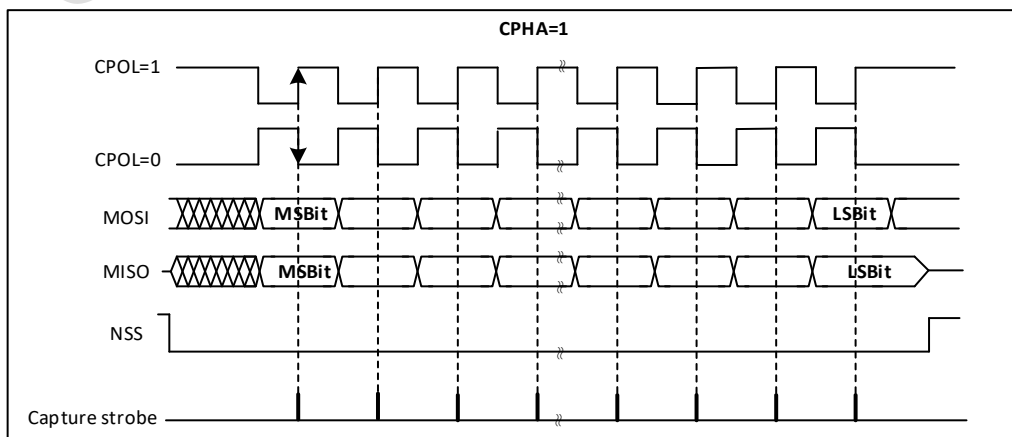 CPHA=1
CPOL=1
CPOL=0
MOSI MSBit LSBit
MISO MSBit LSBit
NSS
Capture strobe